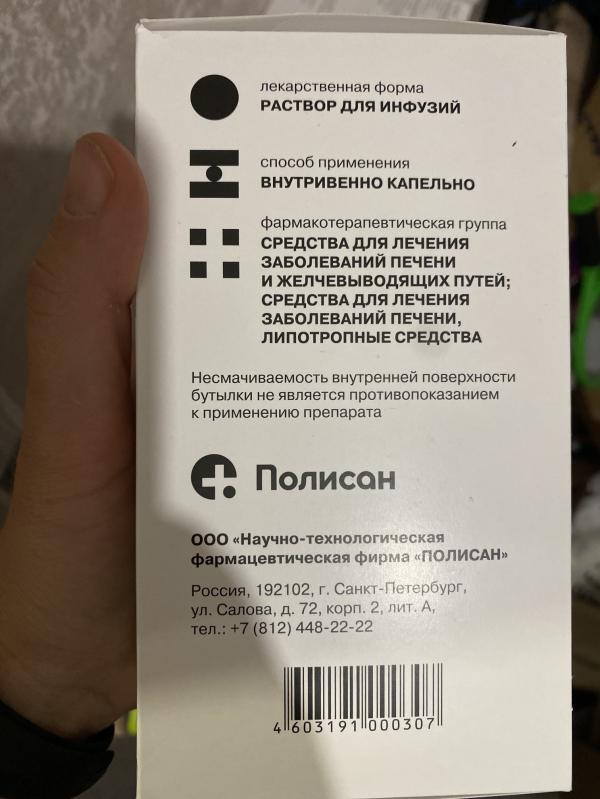 лекарственная форма
РАСТВОР ДЛЯ ИНФУЗИЙ
способ применения
ВНУТРИВЕННО КАПЕЛЬНО
фармакотерапевтическая группа
СРЕДСТВА ДЛЯ ЛЕЧЕНИЯ
ЗАБОЛЕВАНИЙ ПЕЧЕНИ
И ЖЕЛЧЕВЫВОДЯЩИХ ПУТЕЙ;
СРЕДСТВА ДЛЯ ЛЕЧЕНИЯ
ЗАБОЛЕВАНИЙ ПЕЧЕНИ,
ЛИПОТРОПНЫЕ СРЕДСТВА
Несмачиваемость внутренней поверхности
бутылки не является противопоказанием
к применению препарата
Полисан
ООО «Научно-технологическая
фармацевтическая фирма «ПОЛИСАН»
Россия, 192102, г. Санкт-Петербург,
ул. Салова, д. 72, корп. 2, лит. А,
тел.: +7 (812) 448-22-22
4 603191 000307